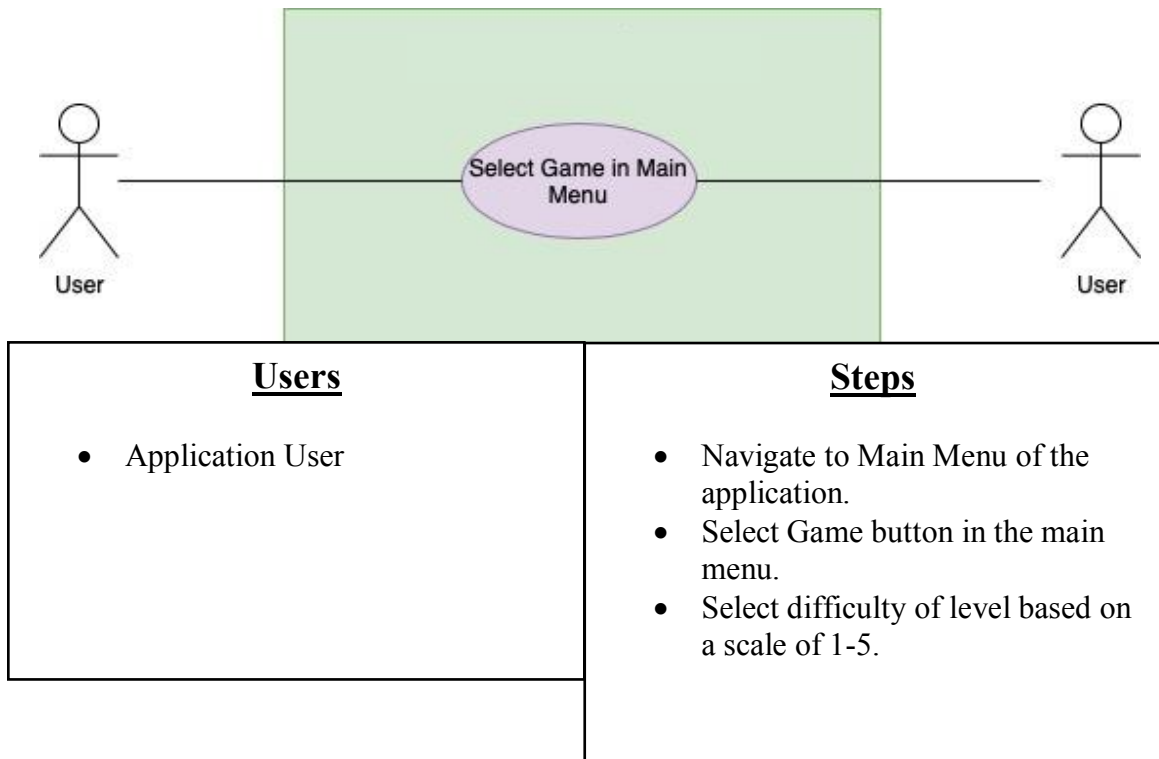 Select Game in Main
Menu
User
User
Users
• Application User
Steps
• Navigate to Main Menu of the
application.
• Select Game button in the main
menu.
• Select difficulty of level based on
a scale of 1-5.